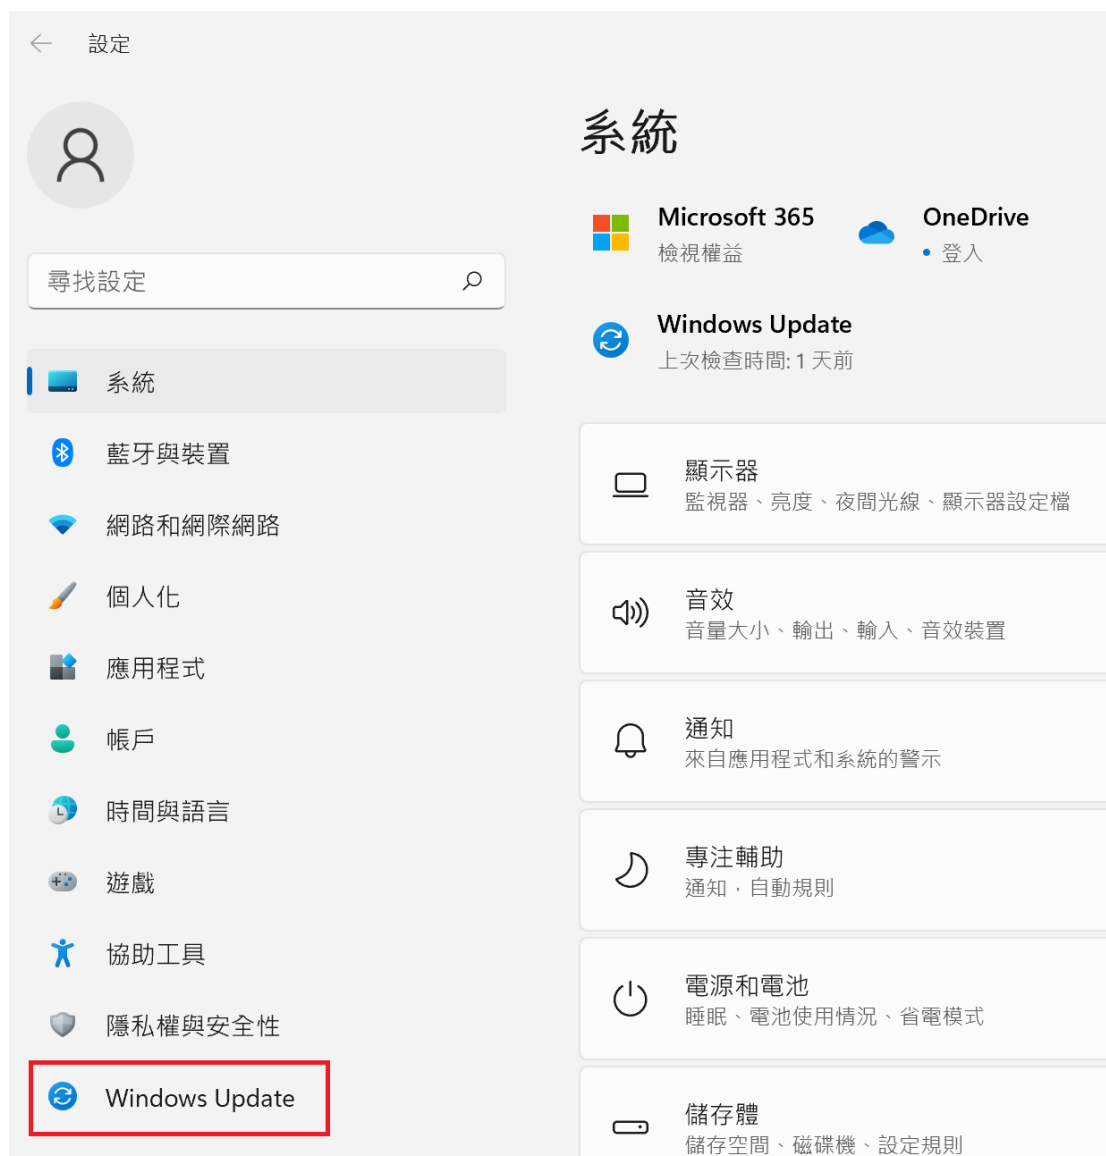 設定
尋找設定
系統
藍牙與裝置
網路和網際網路
個人化
應用程式
帳戶
時間與語言
遊戲
協助工具
隱私權與安全性
Windows Update
系統
Microsoft 365
檢視權益
OneDrive
• 登入
Windows Update
上次檢查時間: 1 天前
顯示器
監視器、亮度、夜間光線、顯示器設定檔
音效
音量大小、輸出、輸入、音效裝置
通知
來自應用程式和系統的警示
專注輔助
通知，自動規則
電源和電池
睡眠、電池使用情況、省電模式
儲存體
儲存空間、磁碟機、設定規則